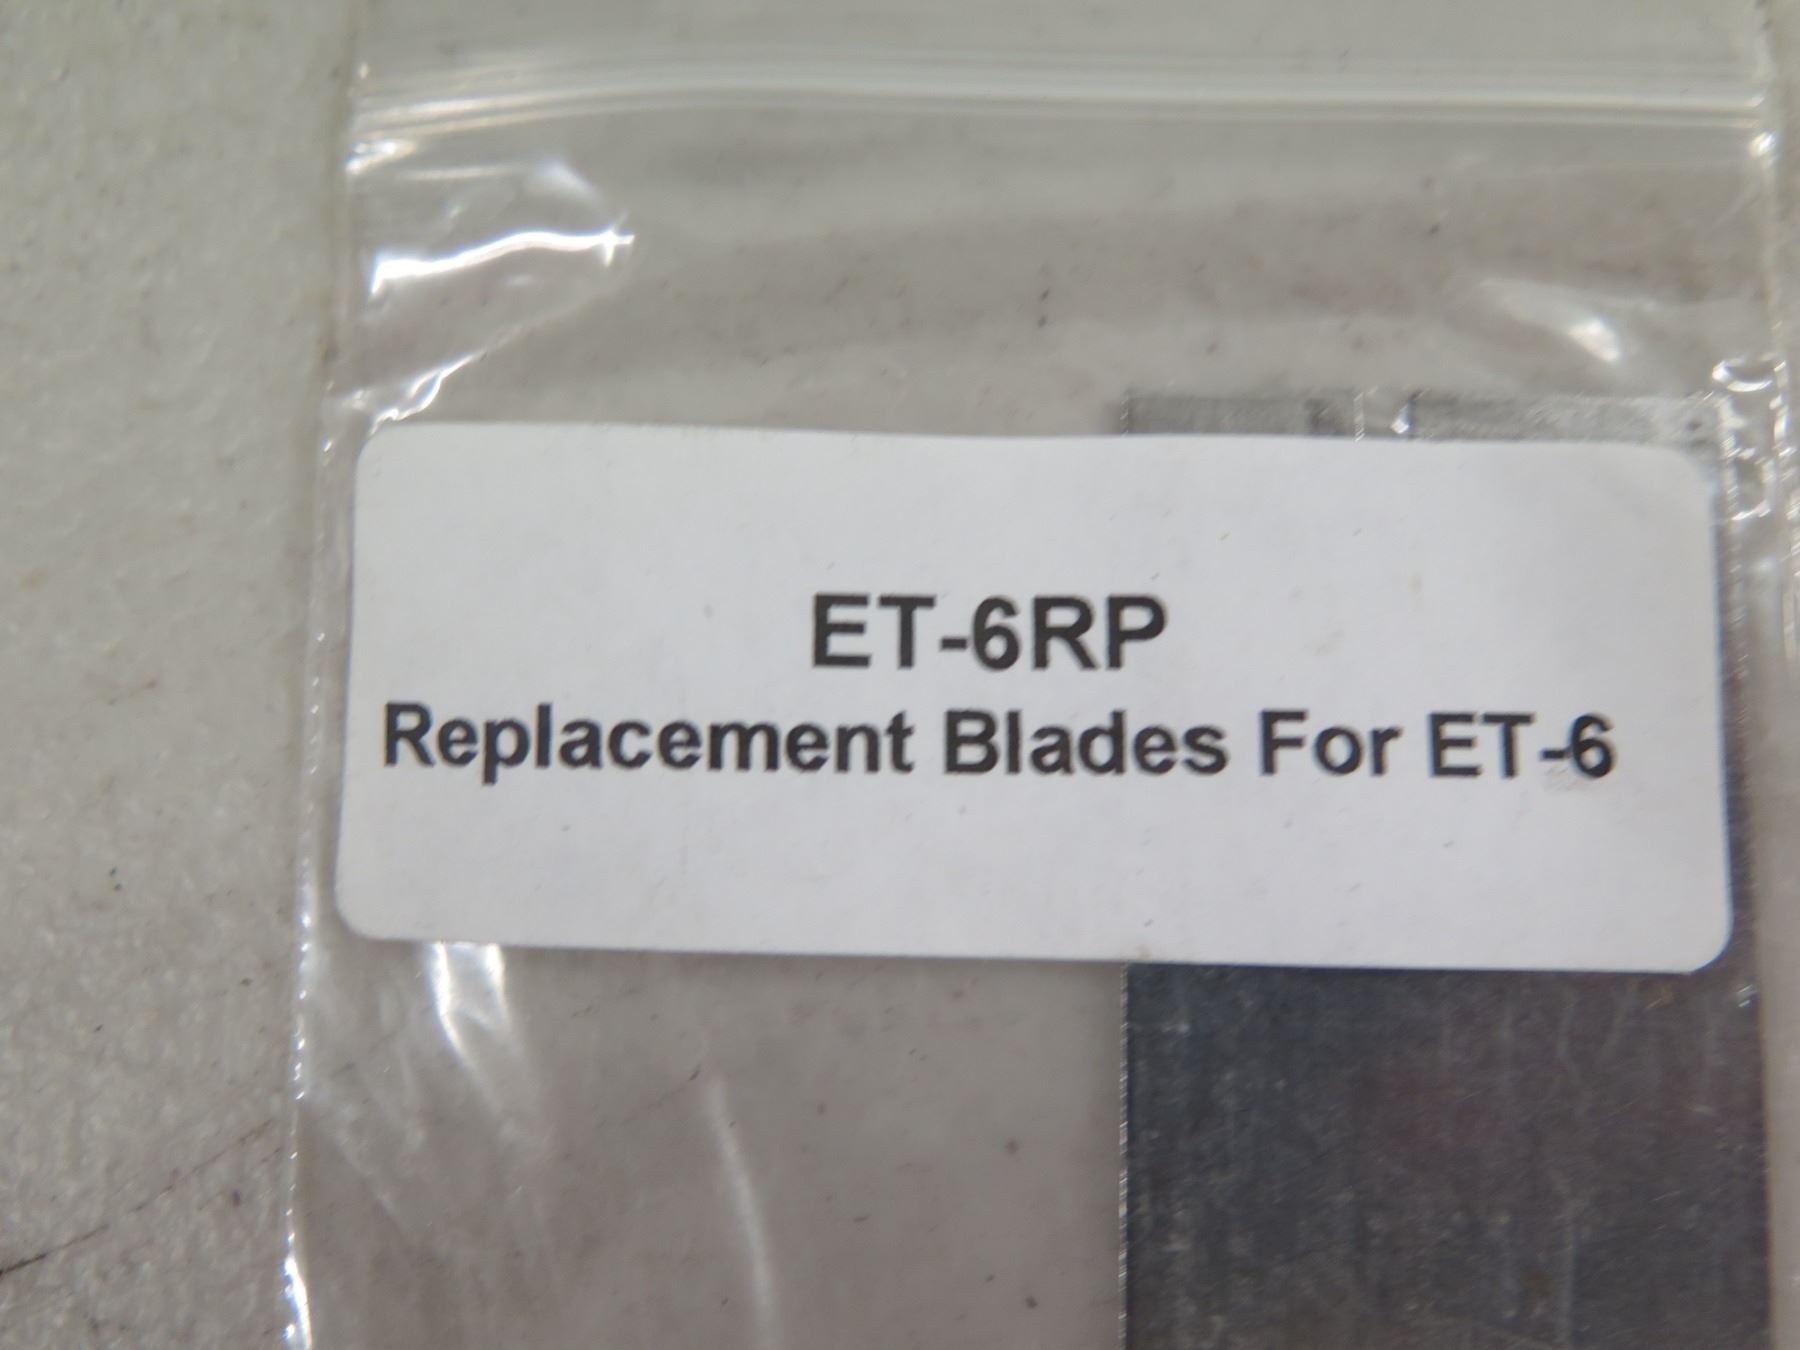 ET-6RP
Replacement Blades For ET-6